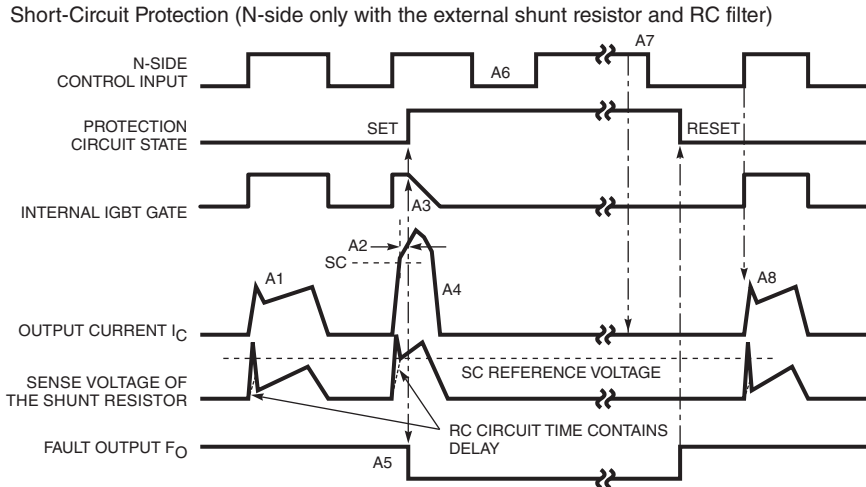 Short-Circuit Protection (N-side only with the external shunt resistor and RC filter)
A7
N-SIDE
CONTROL INPUT
A6
PROTECTION
CIRCUIT STATE
SET
RESET
INTERNAL IGBT GATE
A3
A2
SC
A1
A4
A8
OUTPUT CURRENT IC
SC REFERENCE VOLTAGE
SENSE VOLTAGE OF
THE SHUNT RESISTOR
RC CIRCUIT TIME CONTAINS
DELAY
FAULT OUTPUT FO
A5